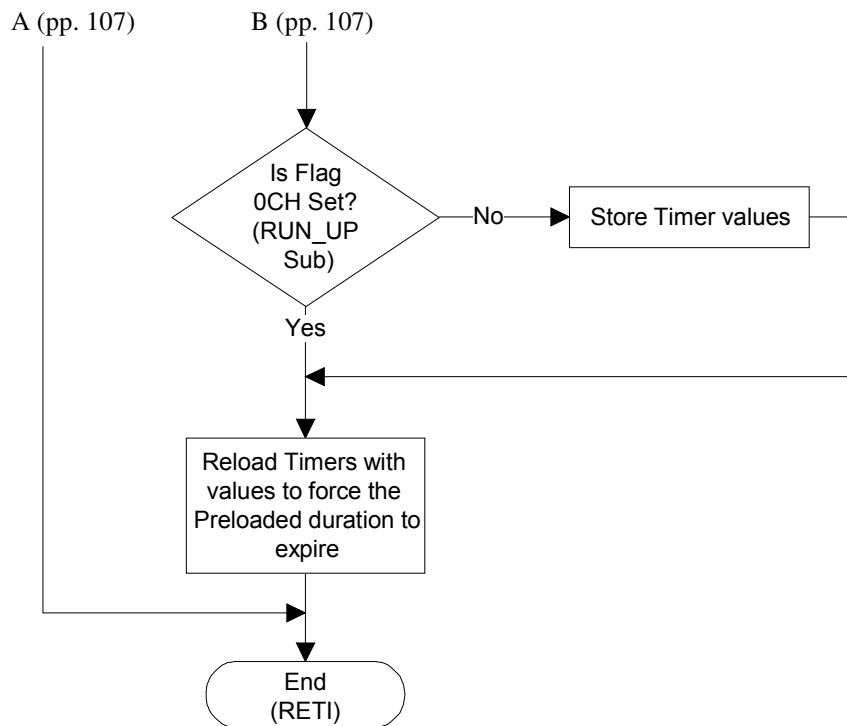 A (pp. 107)
B (pp. 107)
Is Flag
0CH Set?
(RUN_UP
Sub)
No
Store Timer values
Yes
Reload Timers with
values to force the
Preloaded duration to
expire
End
(RETI)